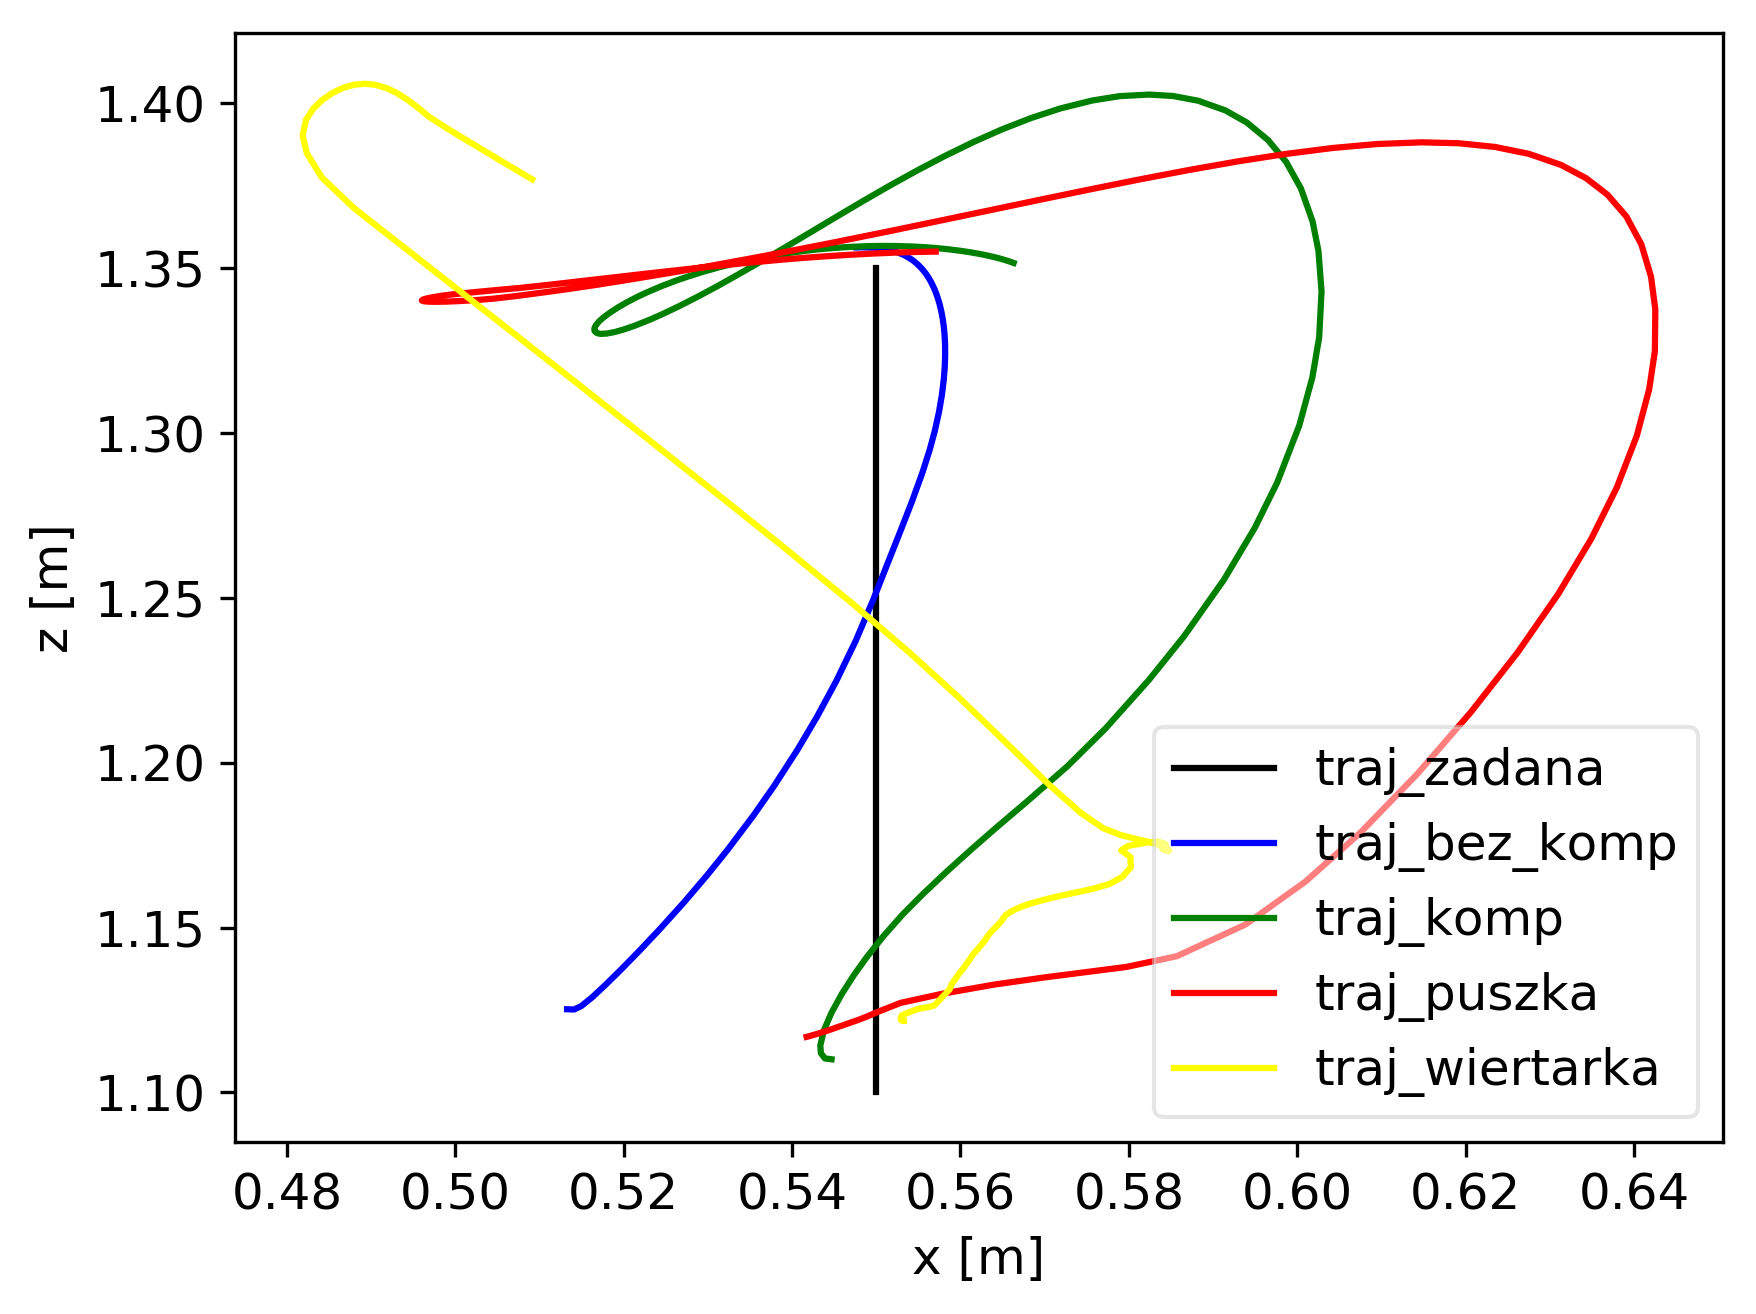 1.40
1.35
1.30
1.25
1.20
1.15
1.10
z [m]
0.48 0.50 0.52 0.54 0.56 0.58 0.60 0.62 0.64
x [m]
traj_zadana
traj_bez_komp
traj_komp
traj_puszka
traj_wiertarka